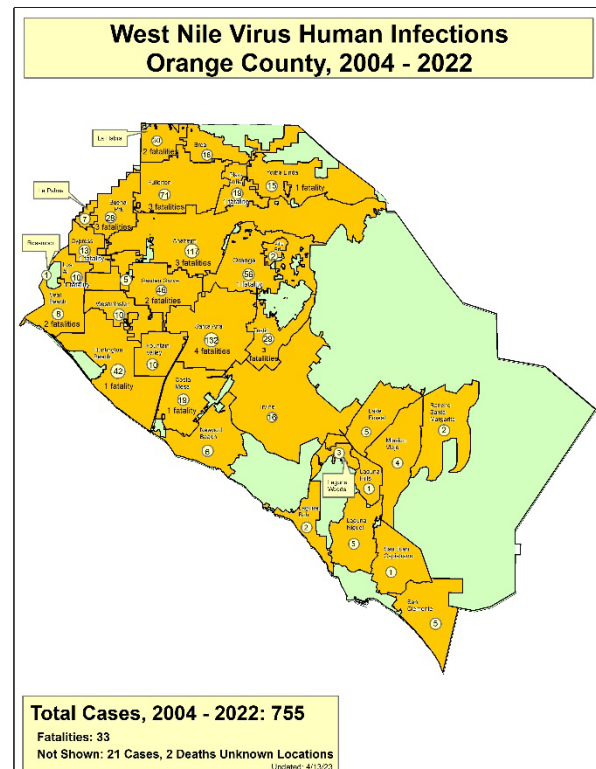 West Nile Virus Human Infections
Orange County, 2004 - 2022
La Habra
2 fatalities
Brea
16
Fullerton
71
3 fatalities
Yorba Linda
15
1 fatality
La Palma
7
Buena
28
3 fatalities
Cypress
13
Anaheim
3 fatalities
Orange
56
Rossmoor
1
10
5
Garden Grove
46
2 fatalities
Seal
Beach
8
2 fatalities
10
Santa Ana
132
4 fatalities
29
3
fatalities
Huntington
Beach
42
1 fatality
Fountain
Valley
10
Costa
Mesa
19
1 fatality
Irvine
16
Newport
Beach
6
Lake
Forest
5
Mission
Viejo
4
Rancho
Santa
Margarita
2
3
Laguna
Woods
Laguna
Hills
1
Laguna
2
Laguna
Niguel
5
San Juan
Capistrano
1
San
Clemente
5
Total Cases, 2004 - 2022: 755
Fatalities: 33
Not Shown: 21 Cases, 2 Deaths Unknown Locations
Updated: 4/13/23